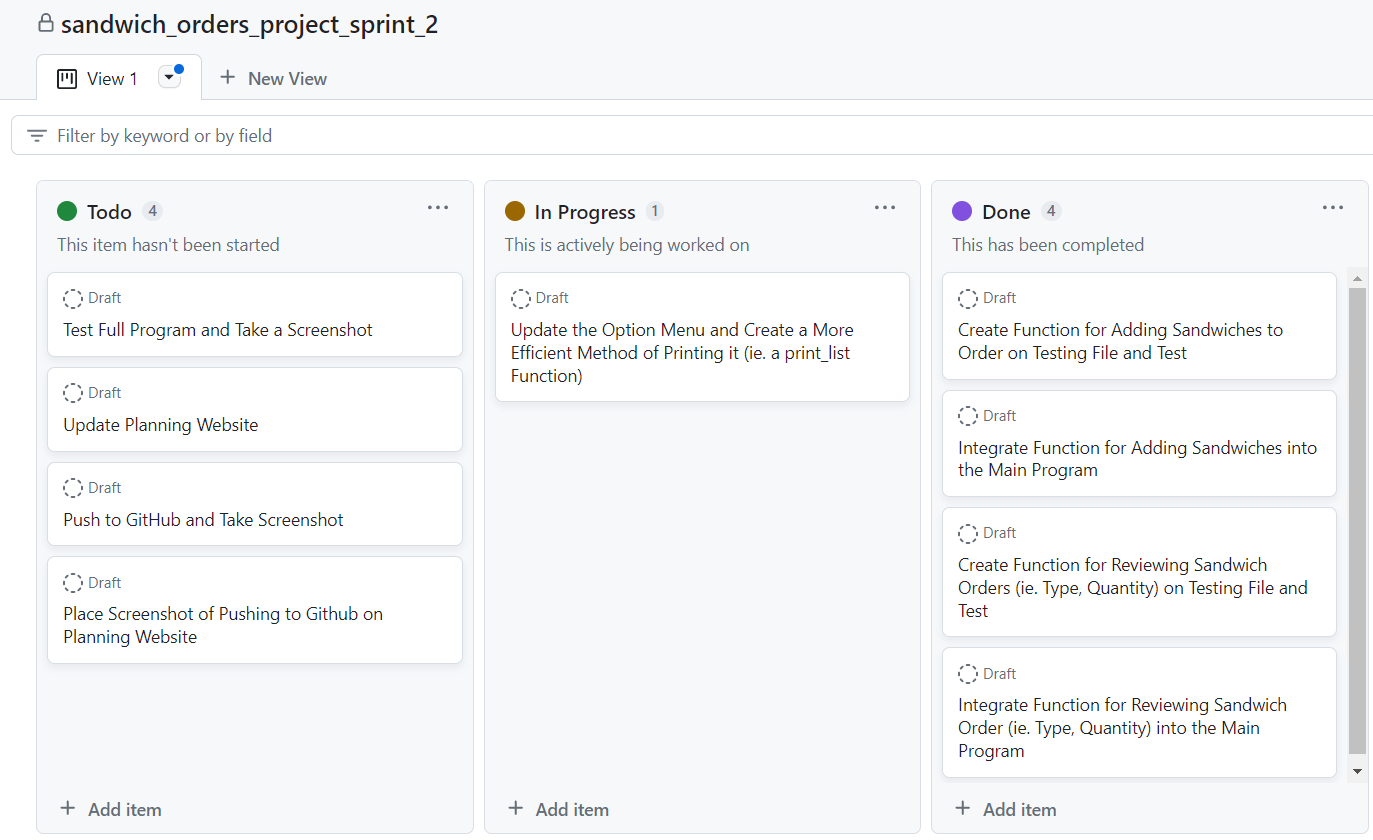 sandwich_orders_project_sprint_2
View 1
New View
Filter by keyword or by field
Todo 4
This item hasn't been started
Draft
Test Full Program and Take a Screenshot
Draft
Update Planning Website
Draft
Push to GitHub and Take Screenshot
Draft
Place Screenshot of Pushing to Github on
Planning Website
Add item
In Progress 1
This is actively being worked on
Draft
Update the Option Menu and Create a More
Efficient Method of Printing it (ie. a print_list
Function)
Add item
Done 4
This has been completed
Draft
Create Function for Adding Sandwiches to
Order on Testing File and Test
Draft
Integrate Function for Adding Sandwiches into
the Main Program
Draft
Create Function for Reviewing Sandwich
Orders (ie. Type, Quantity) on Testing File and
Test
Draft
Integrate Function for Reviewing Sandwich
Order (ie. Type, Quantity) into the Main
Program
Add item